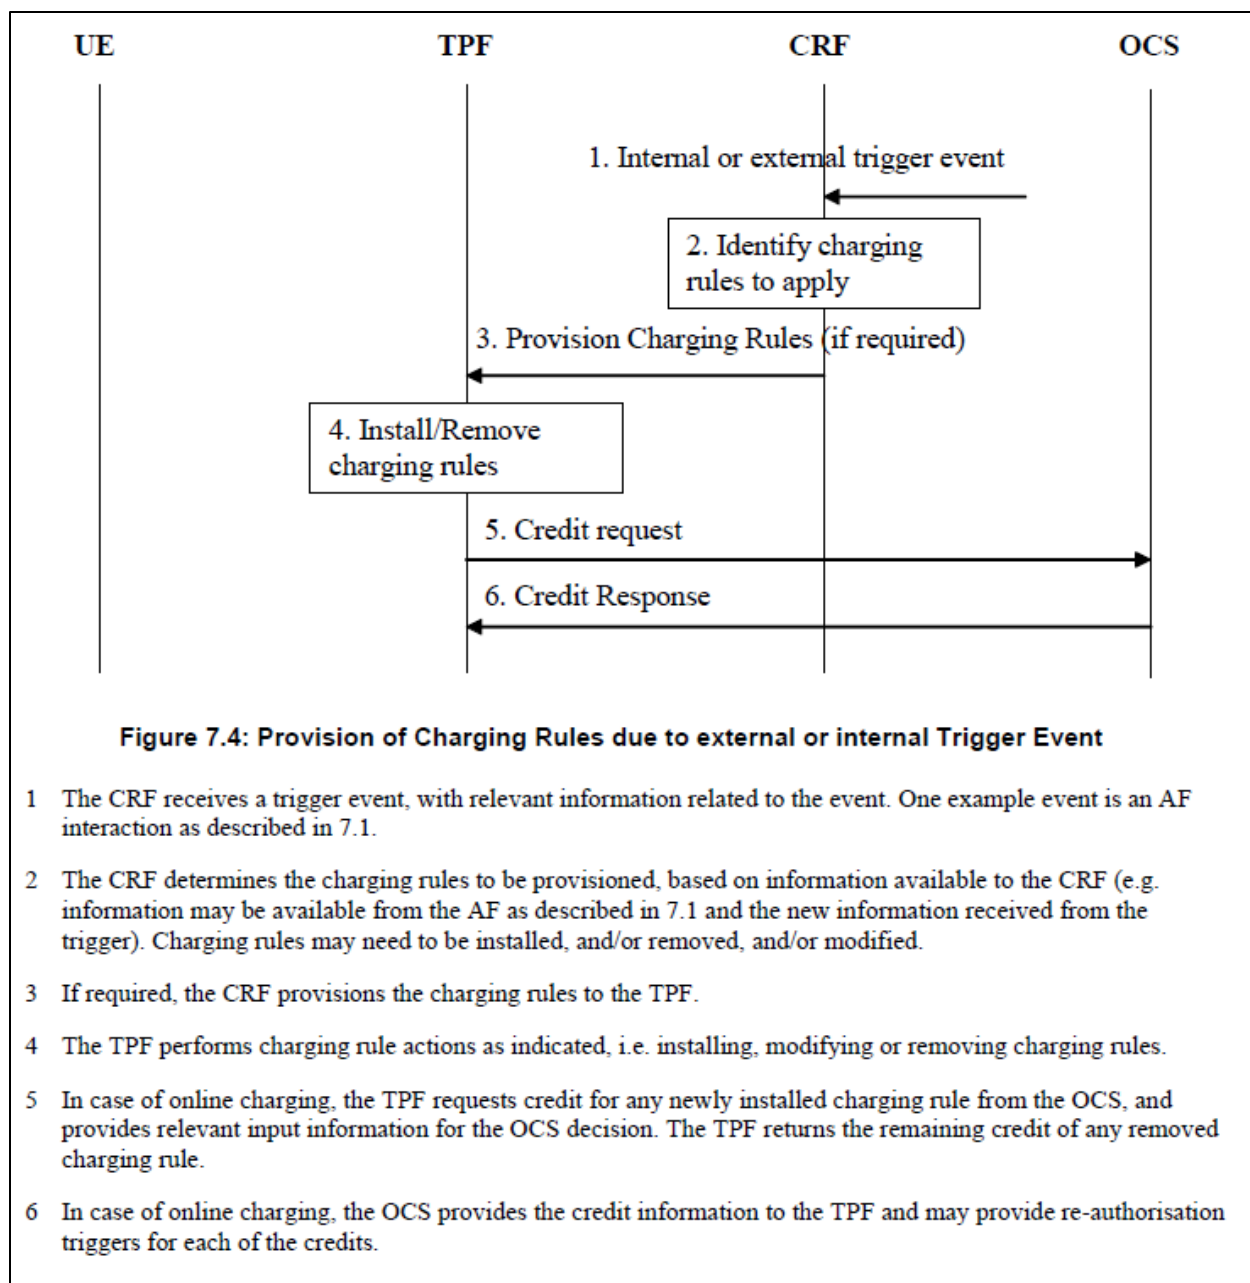 UE TPF CRF OCS
1. Internal or external trigger event
2. Identify charging
rules to apply
3. Provision Charging Rules (if required)
4. Install/Remove
charging rules
5. Credit request
6. Credit Response
Figure 7.4: Provision of Charging Rules due to external or internal Trigger Event
1 The CRF receives a trigger event, with relevant information related to the event. One example event is an AF
interaction as described in 7.1.
2 The CRF determines the charging rules to be provisioned, based on information available to the CRF (e.g.
information may be available from the AF as described in 7.1 and the new information received from the
trigger). Charging rules may need to be installed, and/or removed, and/or modified.
3 If required, the CRF provisions the charging rules to the TPF.
4 The TPF performs charging rule actions as indicated, i.e. installing, modifying or removing charging rules.
5 In case of online charging, the TPF requests credit for any newly installed charging rule from the OCS, and
provides relevant input information for the OCS decision. The TPF returns the remaining credit of any removed
charging rule.
6 In case of online charging, the OCS provides the credit information to the TPF and may provide re-authorisation
triggers for each of the credits.